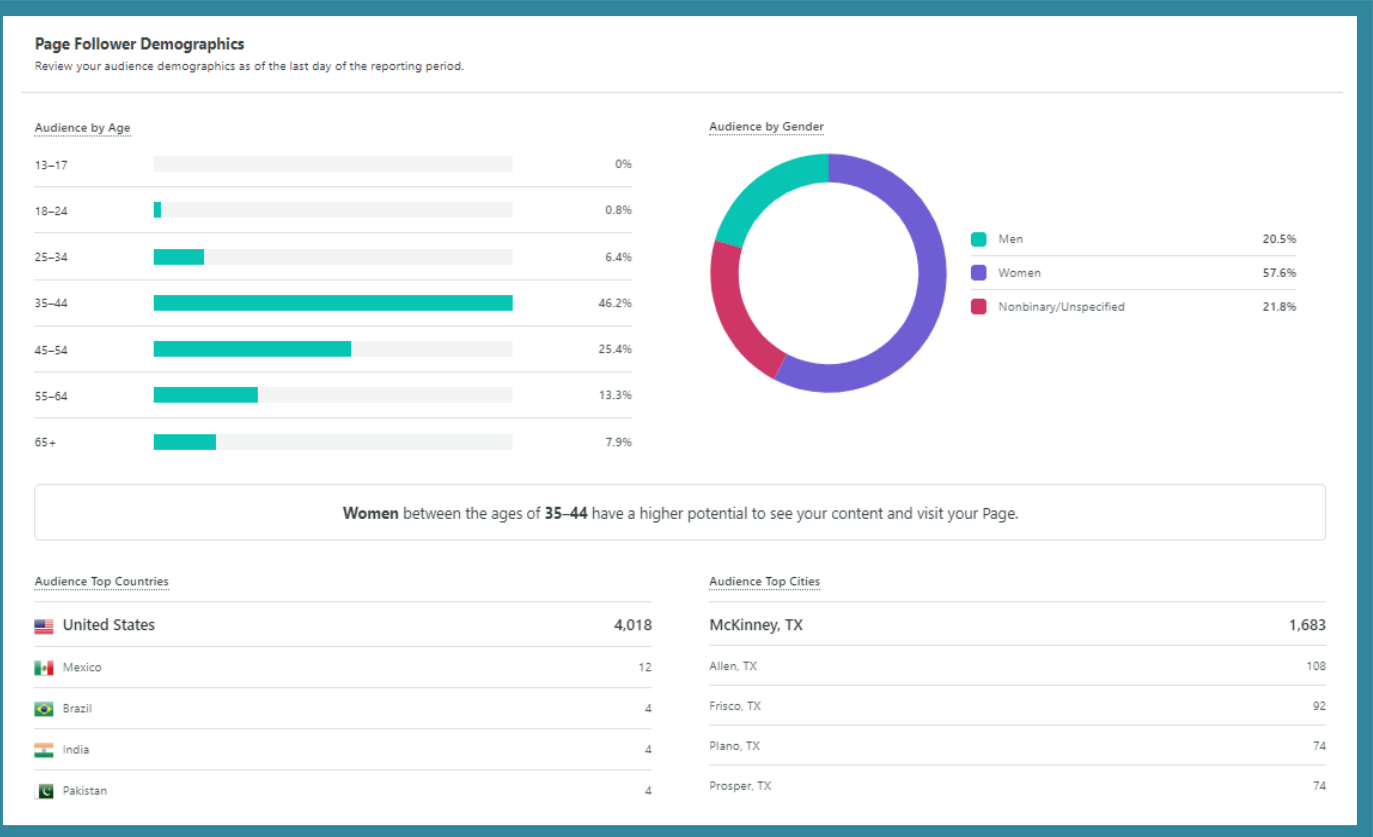 Page Follower Demographics
Review your audience demographics as of the last day of the reporting period.
Audience by Age
13–17 0%
18–24 0.8%
25–34 6.4%
35–44 46.2%
45–54 25.4%
55–64 13.3%
65+ 7.9%
Audience by Gender
Men 20.5%
Women 57.6%
Nonbinary/Unspecified 21.8%
Women between the ages of 35–44 have a higher potential to see your content and visit your Page.
Audience Top Countries
United States 4,018
Mexico 12
Brazil 4
India 4
Pakistan 4
Audience Top Cities
McKinney, TX 1,683
Allen, TX 108
Frisco, TX 92
Plano, TX 74
Prosper, TX 74